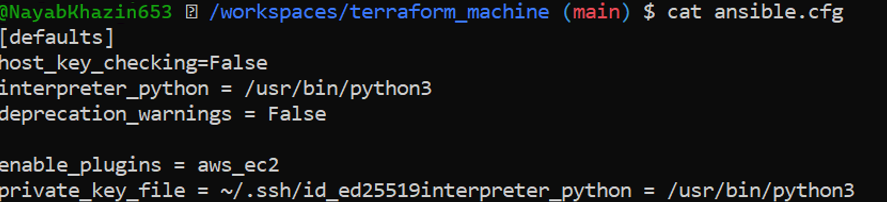 @NayabKhazin653 /workspaces/terraform_machine (main) $ cat ansible.cfg
[defaults]
host_key_checking=False
interpreter_python = /usr/bin/python3
deprecation_warnings = False
enable_plugins = aws_ec2
private_key_file = ~/.ssh/id_ed25519interpreter_python = /usr/bin/python3